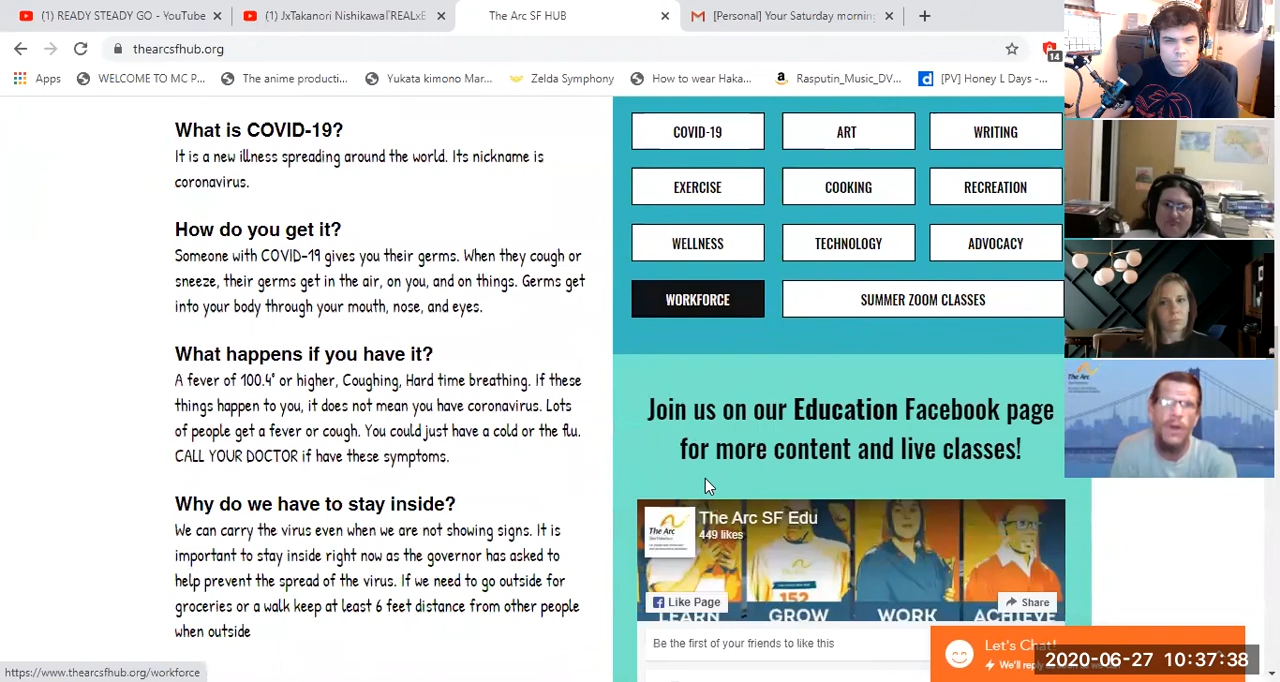 (1) READY STEADY GO - YouTube
(1) JxTakanori Nishikawa『REAL×E
The Arc SF HUB
[Personal] Your Saturday mornin
thearcsfhub.org
14
Apps
WELCOME TO MC P...
The anime producti...
Yukata kimono Mar...
Zelda Symphony
How to wear Haka...
Rasputin_Music_DV...
[PV] Honey L Days -...
What is COVID-19?
It is a new illness spreading around the world. Its nickname is
coronavirus.
How do you get it?
Someone with COVID-19 gives you their germs. When they cough or
sneeze, their germs get in the air, on you, and on things. Germs get
into your body through your mouth, nose, and eyes.
What happens if you have it?
A fever of 100.4° or higher, Coughing, Hard time breathing. If these
things happen to you, it does not mean you have coronavirus. Lots
of people get a fever or cough. You could just have a cold or the flu.
CALL YOUR DOCTOR if have these symptoms.
Why do we have to stay inside?
We can carry the virus even when we are not showing signs. It is
important to stay inside right now as the governor has asked to
help prevent the spread of the virus. If we need to go outside for
groceries or a walk keep at least 6 feet distance from other people
when outside
https://www.thearcsfhub.org/workforce
COVID-19
ART
WRITING
EXERCISE
COOKING
RECREATION
WELLNESS
TECHNOLOGY
ADVOCACY
WORKFORCE
SUMMER ZOOM CLASSES
Join us on our Education Facebook page
for more content and live classes!
The Arc
The Arc SF Edu
449 likes
152
Like Page
Share
LEARN
GROW
WORK
ACHIEVE
Be the first of your friends to like this
Let's Chat!
We'll reply as soon
2020-06-27 10:37:38
The Arc